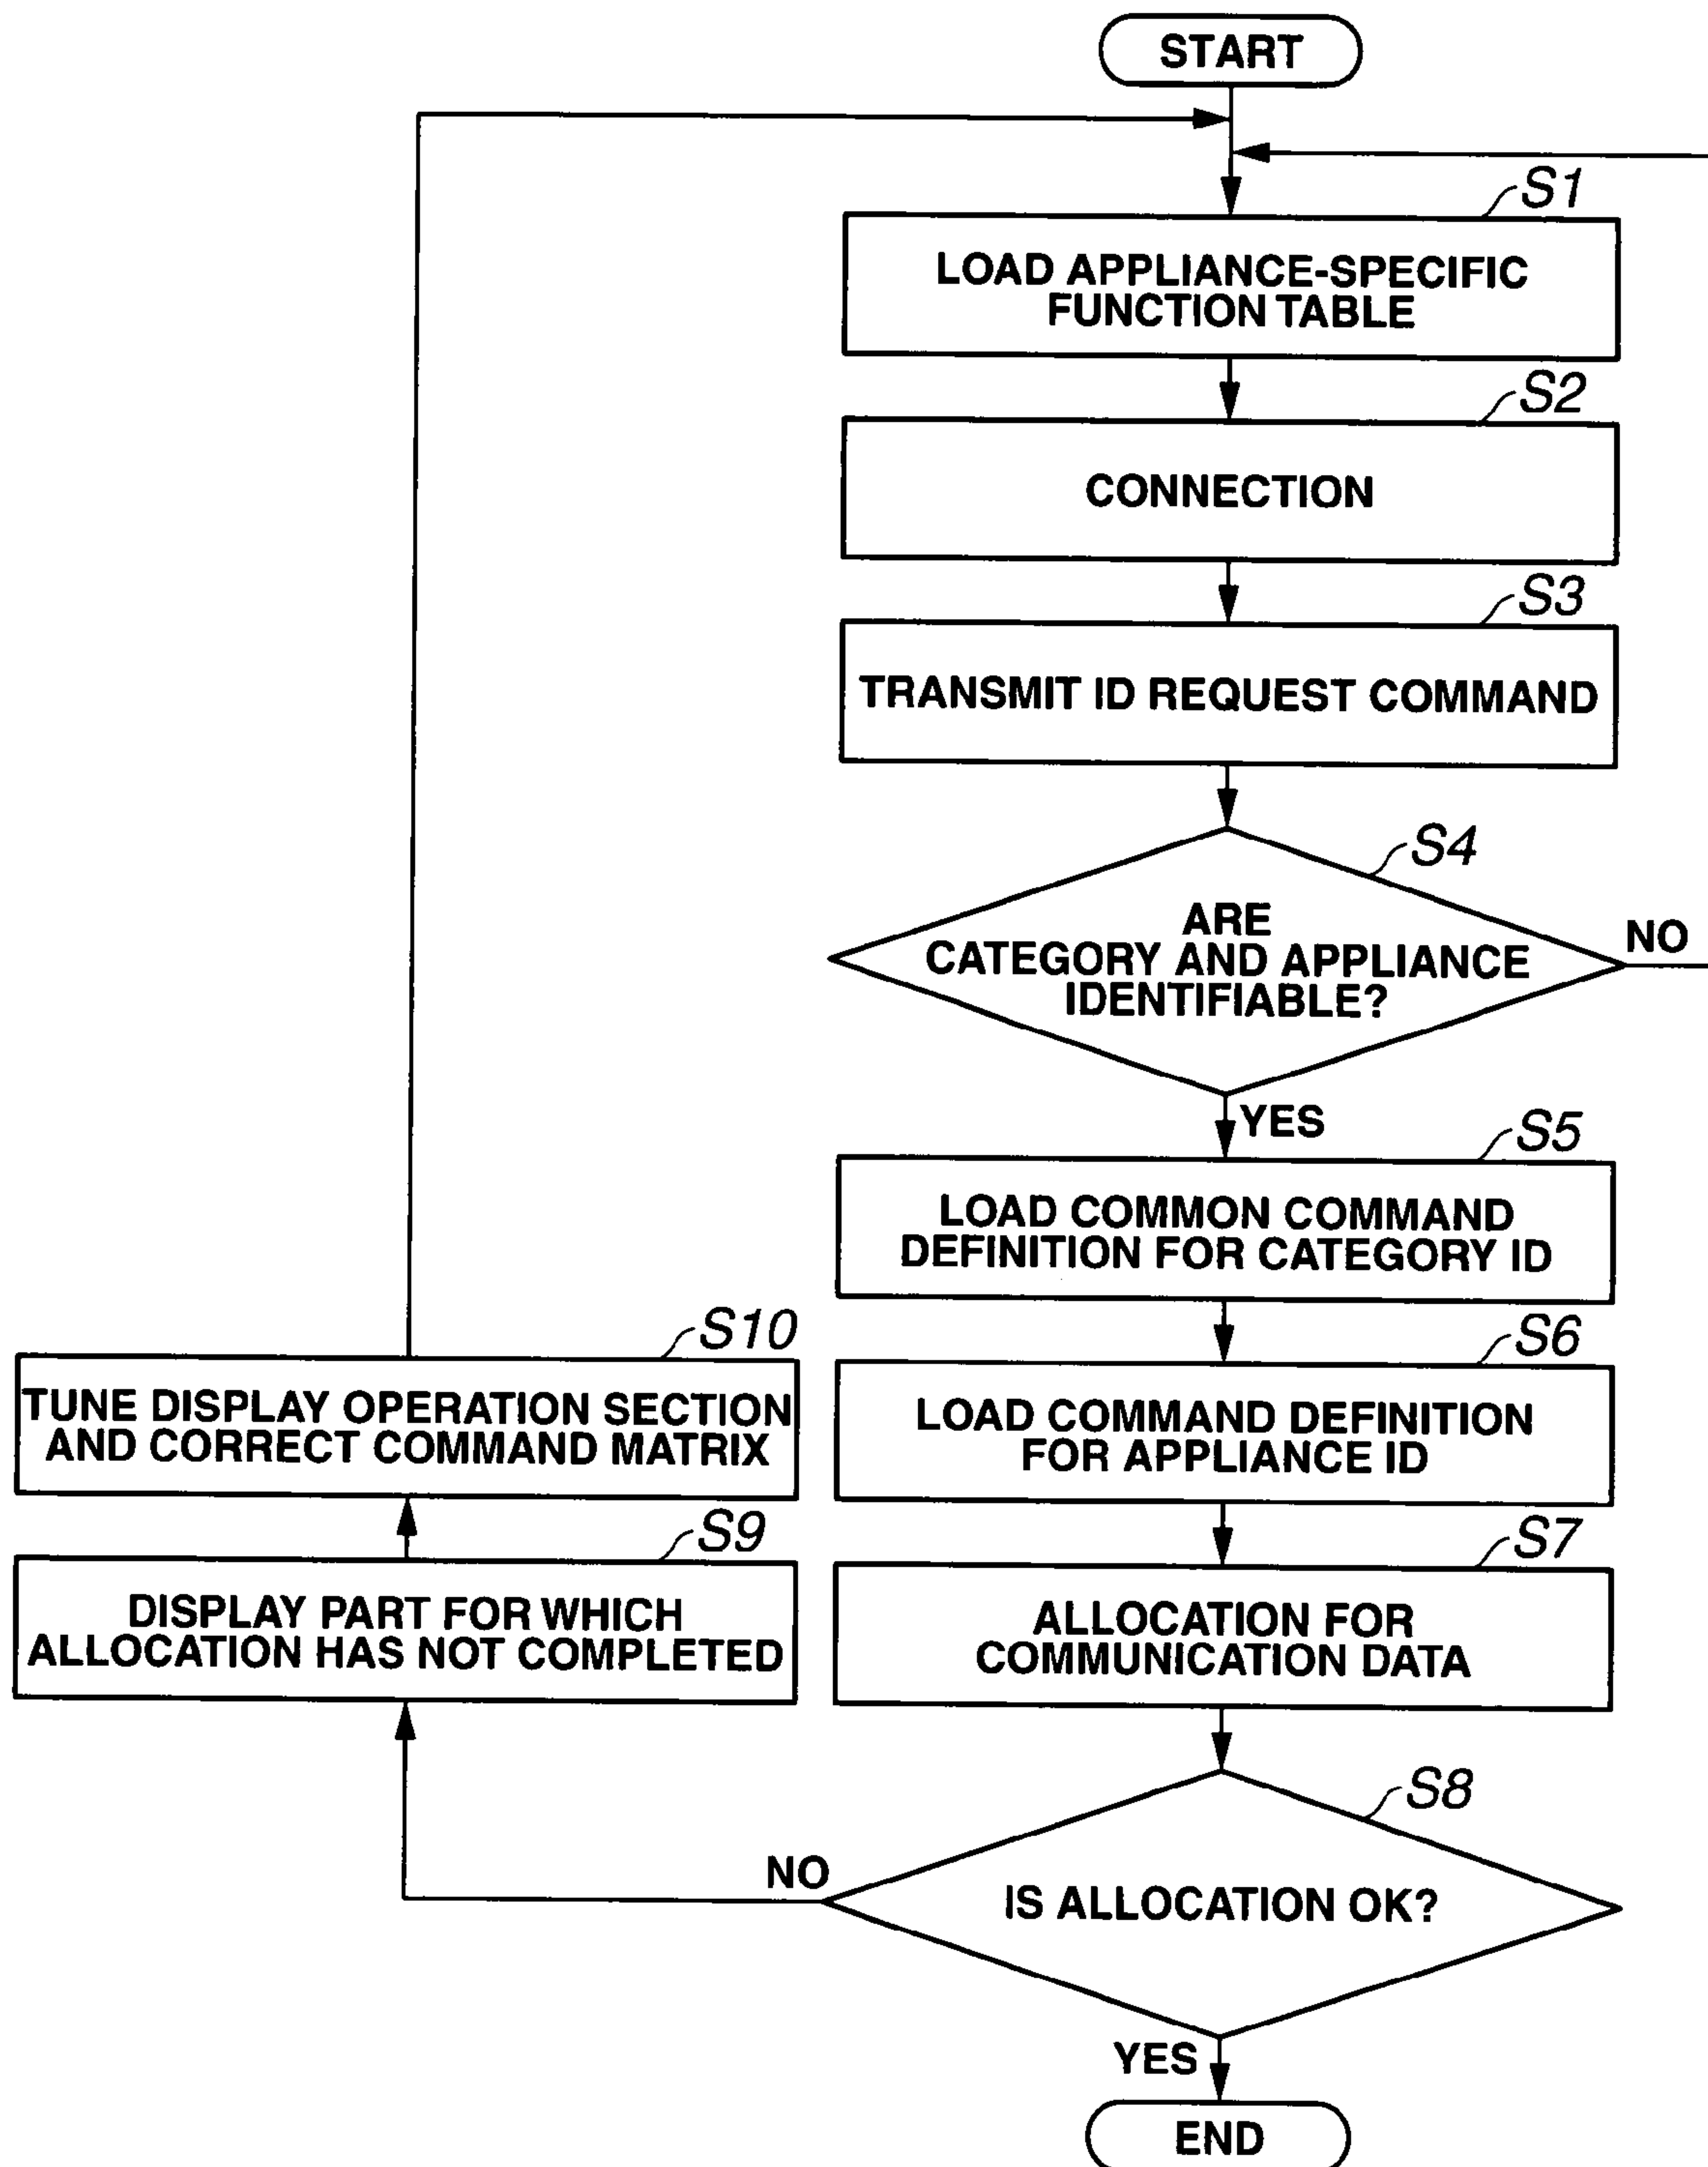 START
S1
LOAD APPLIANCE-SPECIFIC
FUNCTION TABLE
S2
CONNECTION
S3
TRANSMIT ID REQUEST COMMAND
S4
ARE
CATEGORY AND APPLIANCE
IDENTIFIABLE?
NO
YES
S5
LOAD COMMON COMMAND
DEFINITION FOR CATEGORY ID
S6
LOAD COMMAND DEFINITION
FOR APPLIANCE ID
S7
ALLOCATION FOR
COMMUNICATION DATA
S8
IS ALLOCATION OK?
NO
S9
DISPLAY PART FOR WHICH
ALLOCATION HAS NOT COMPLETED
S10
TUNE DISPLAY OPERATION SECTION
AND CORRECT COMMAND MATRIX
YES
END